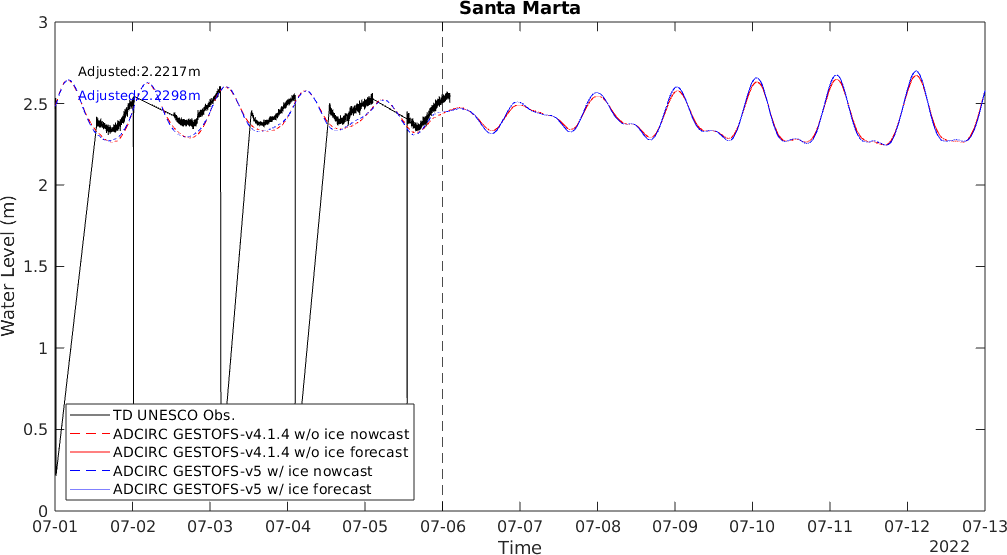 Santa Marta
3
Adjusted:2.2217m
Adjusted:2.2298m
2.5
2
1.5
1
0.5
0
Water Level (m)
TD UNESCO Obs.
ADCIRC GESTOFS-v4.1.4 w/o ice nowcast
ADCIRC GESTOFS-v4.1.4 w/o ice forecast
ADCIRC GESTOFS-v5 w/ ice nowcast
ADCIRC GESTOFS-v5 w/ ice forecast
07-01 07-02 07-03 07-04 07-05 07-06 07-07 07-08 07-09 07-10 07-11 07-12 07-13
Time
2022